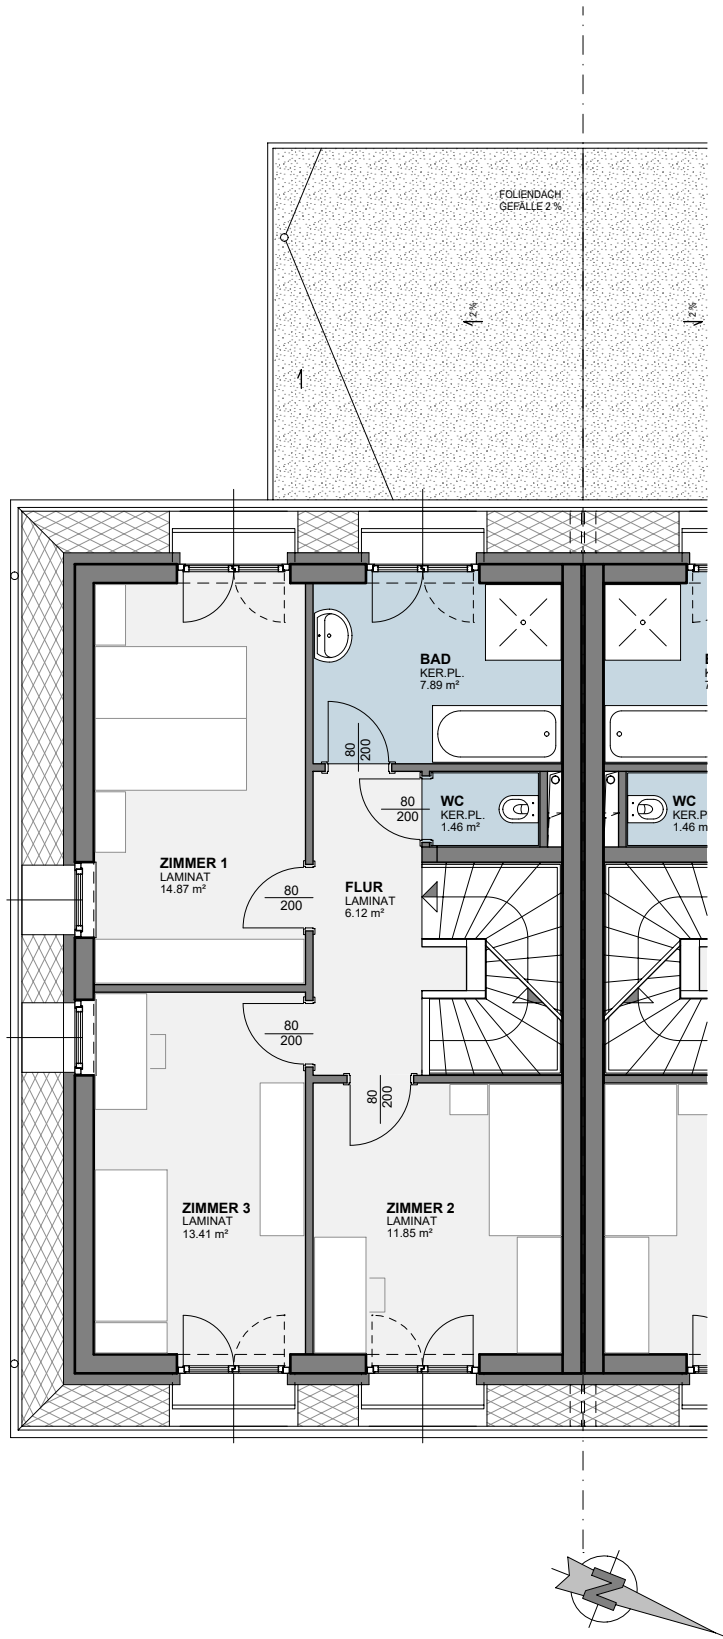 FOLIENDACH
GEFÄLLE 2 %
2 %
2 %
BAD
KER.PL.
7.89 m²
80
200
80
200
WC
KER.PL.
1.46 m²
WC
KER.P
1.46 m
ZIMMER 1
LAMINAT
14.87 m²
80
200
FLUR
LAMINAT
6.12 m²
80
200
80
200
ZIMMER 3
LAMINAT
13.41 m²
ZIMMER 2
LAMINAT
11.85 m²
N